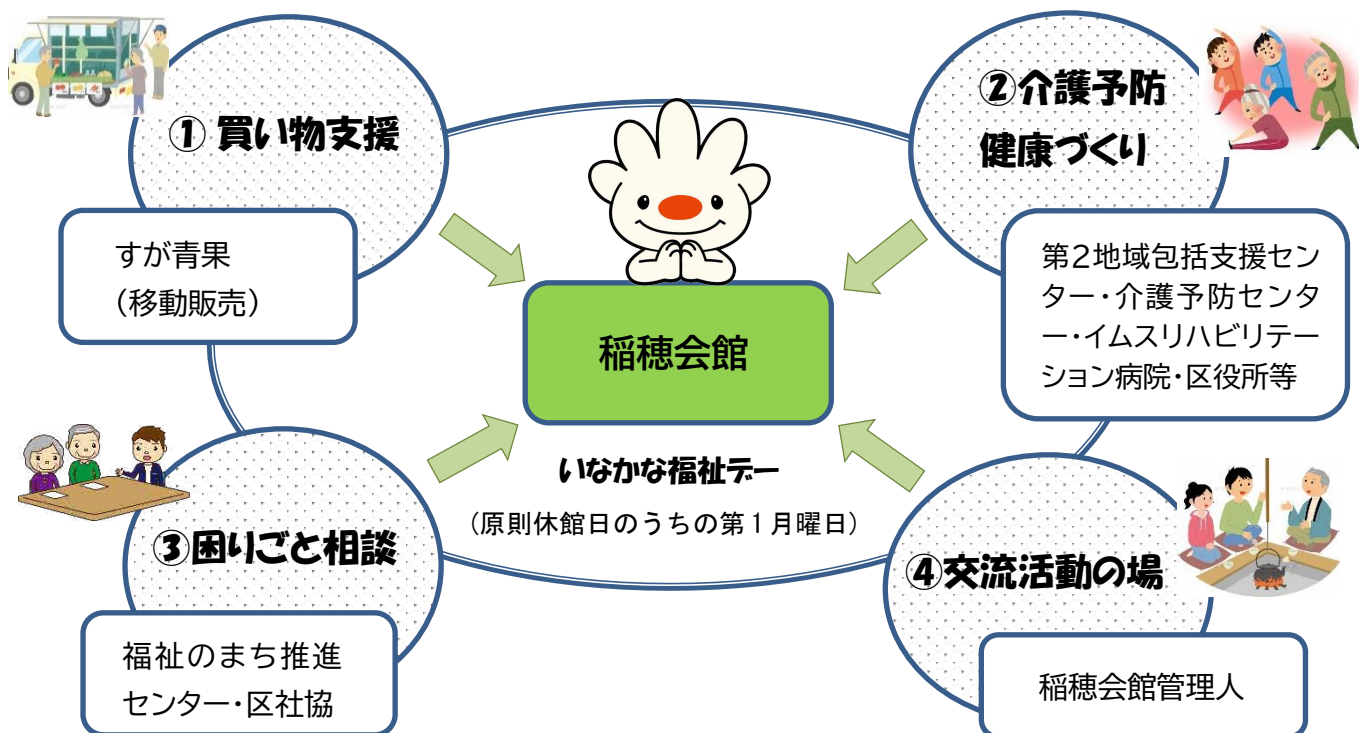 ① 買い物支援
すが青果
(移動販売)
②介護予防
健康づくり
第2地域包括支援セン
ター・介護予防センタ
ー・イムスリハビリテー
ション病院・区役所等
稲穂会館
いなかな福祉デー
(原則休館日のうちの第1月曜日)
③困りごと相談
福祉のまち推進
センター・区社協
④交流活動の場
稲穂会館管理人